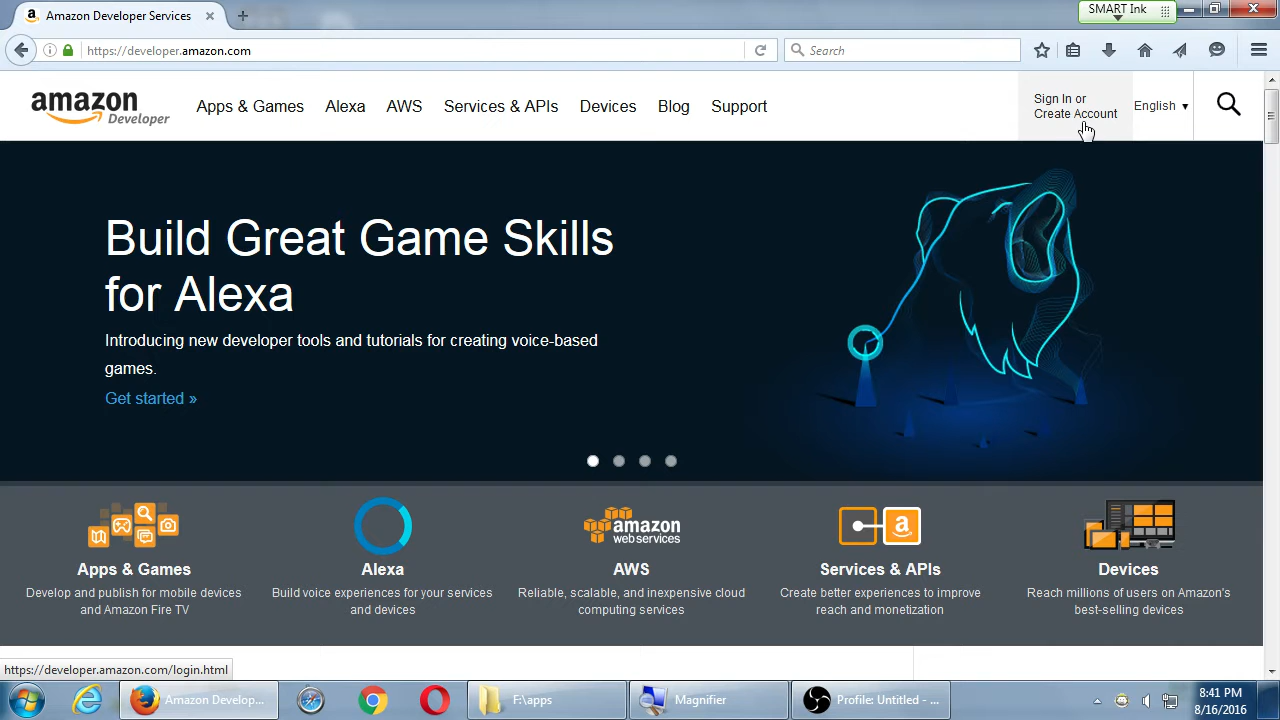 Amazon Developer Services
SMART Ink
https://developer.amazon.com
Search
amazon Developer
Apps & Games
Alexa
AWS
Services & APIs
Devices
Blog
Support
Sign In or
Create Account
English
Build Great Game Skills
for Alexa
Introducing new developer tools and tutorials for creating voice-based
games.
Get started »
amazon
webservices
Apps & Games
Develop and publish for mobile devices
and Amazon Fire TV
Alexa
Build voice experiences for your services
and devices
AWS
Reliable, scalable, and inexpensive cloud
computing services
Services & APIs
Create better experiences to improve
reach and monetization
Devices
Reach millions of users on Amazon's
best-selling devices
https://developer.amazon.com/login.html
Amazon Develop...
F:\apps
Magnifier
Profile: Untitled - ...
8:41 PM
8/16/2016